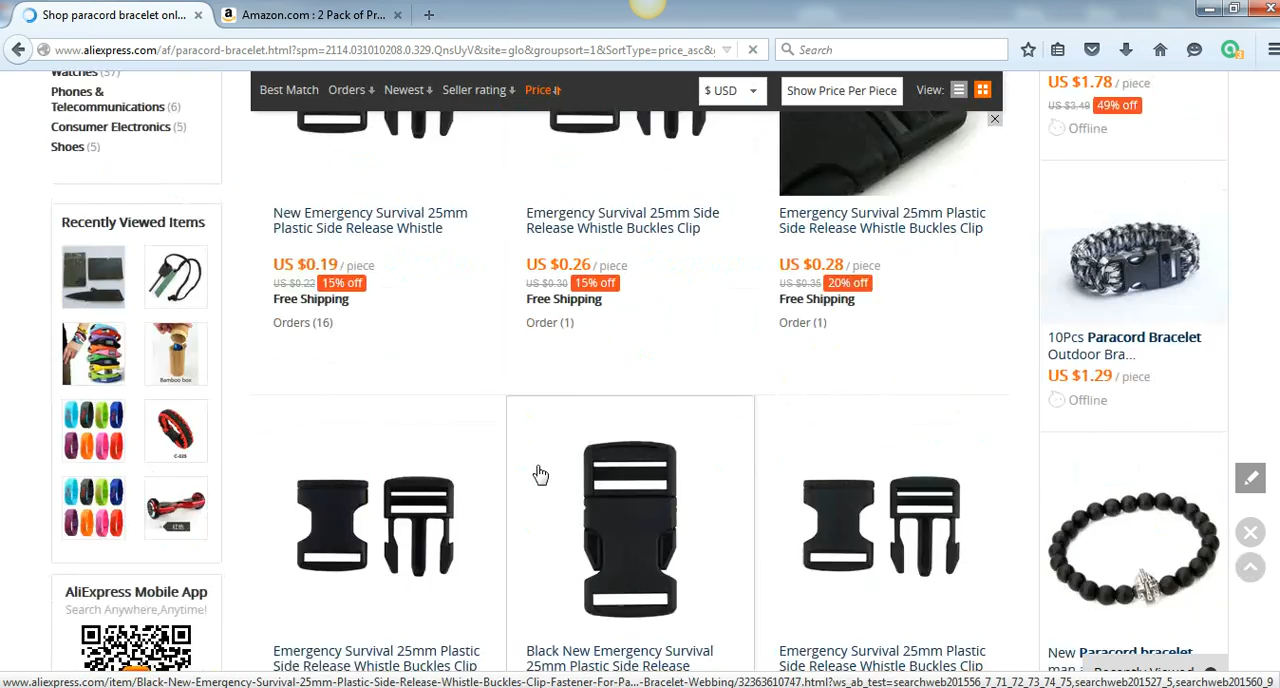 Shop paracord bracelet onl...
Amazon.com : 2 Pack of Pr...
www.aliexpress.com/af/paracord-bracelet.html?spm=2114.031010208.0.329.QnsUyV&site=glo&groupsort=1&SortType=price_asc&
Search
Watches (37)
Phones &
Telecommunications (6)
Consumer Electronics (5)
Shoes (5)
Best Match Orders Newest Seller rating Price $ USD Show Price Per Piece View:
New Emergency Survival 25mm
Plastic Side Release Whistle
US $0.19 / piece
US $0.22 15% off
Free Shipping
Orders (16)
Emergency Survival 25mm Side
Release Whistle Buckles Clip
US $0.26 / piece
US $0.30 15% off
Free Shipping
Order (1)
Emergency Survival 25mm Plastic
Side Release Whistle Buckles Clip
US $0.28 / piece
US $0.35 20% off
Free Shipping
Order (1)
US $1.78 / piece
US $3.49 49% off
Offline
10Pcs Paracord Bracelet
Outdoor Bra...
US $1.29 / piece
Offline
Recently Viewed Items
Bamboo box
C-025
红色
AliExpress Mobile App
Search Anywhere,Anytime!
Emergency Survival 25mm Plastic
Side Release Whistle Buckles Clip
Black New Emergency Survival
25mm Plastic Side Release
Emergency Survival 25mm Plastic
Side Release Whistle Buckles Clip
New Paracord bracelet
Recently Viewed
www.aliexpress.com/item/Black-New-Emergency-Survival-25mm-Plastic-Side-Release-Whistle-Buckles-Clip-Fastener-For-Pa...-Bracelet-Webbing/32363610747.html?ws_ab_test=searchweb201556_7_71_72_73_74_75,searchweb201527_5,searchweb201560_9